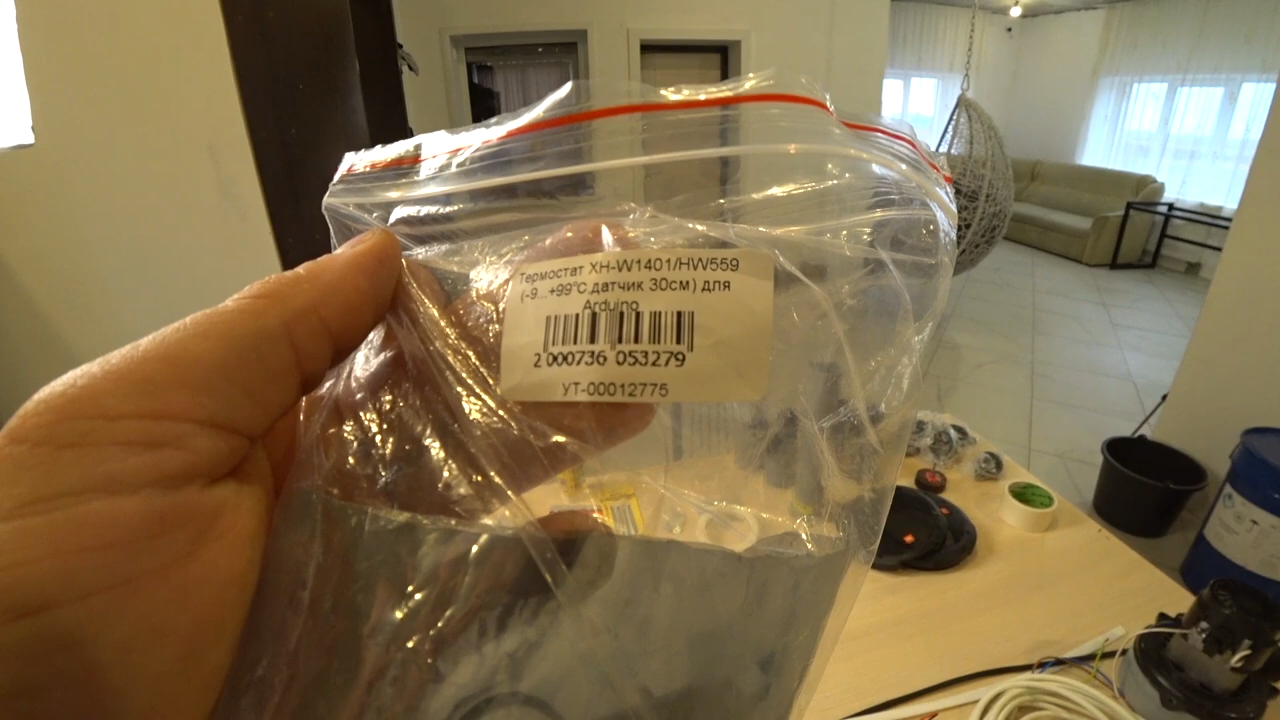 Термостат XH-W1401/HW559
(-9...+99°C,датчик 30см) для
Arduino
2 000736 053279
УТ-00012775